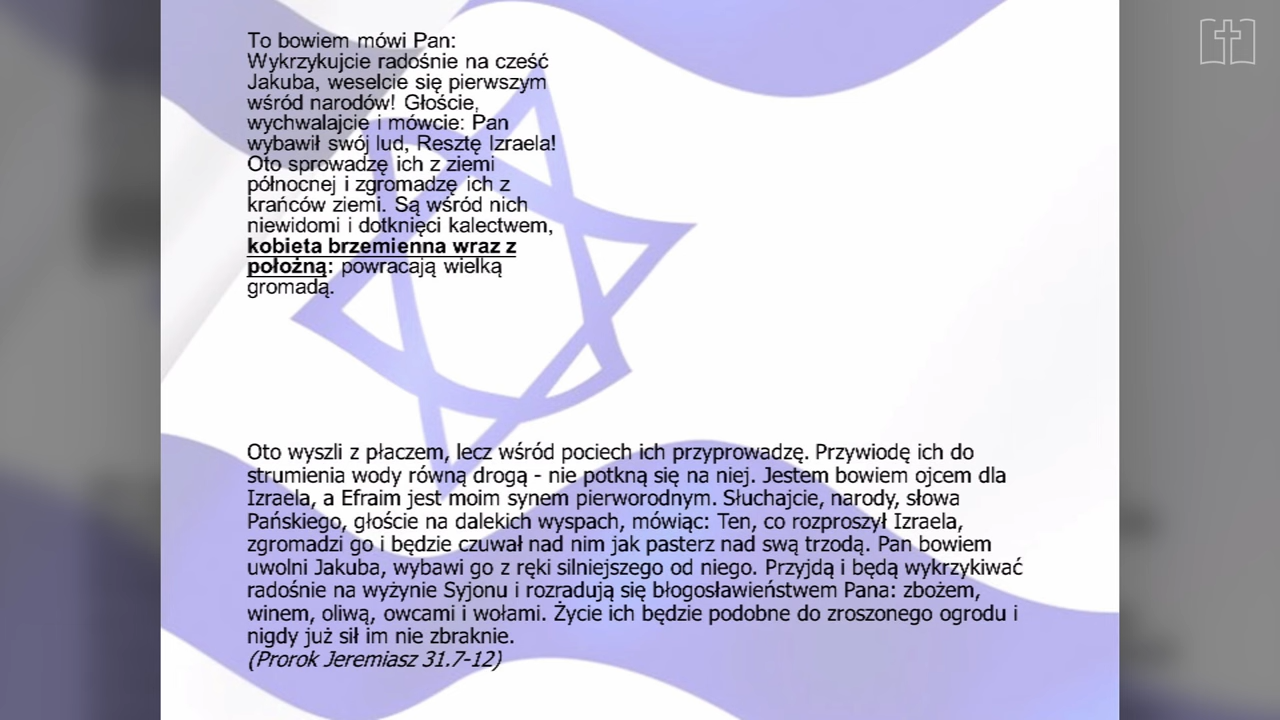 To bowiem mówi Pan:
Wykrzykujcie radośnie na cześć
Jakuba, weselcie się pierwszym
wśród narodów! Głoście,
wychwalajcie i mówcie: Pan
wybawił swój lud, Resztę Izraela!
Oto sprowadzę ich z ziemi
północnej i zgromadzę ich z
krańców ziemi. Są wśród nich
niewidomi i dotknięci kalectwem,
kobieta brzemienna wraz z
położną: powracają wielką
gromadą.
Oto wyszli z płaczem, lecz wśród pociech ich przyprowadzę. Przywiodę ich do
strumienia wody równą drogą - nie potkną się na niej. Jestem bowiem ojcem dla
Izraela, a Efraim jest moim synem pierworodnym. Słuchajcie, narody, słowa
Pańskiego, głoście na dalekich wyspach, mówiąc: Ten, co rozproszył Izraela,
zgromadzi go i będzie czuwał nad nim jak pasterz nad swą trzodą. Pan bowiem
uwolni Jakuba, wybawi go z ręki silniejszego od niego. Przyjdą i będą wykrzykiwać
radośnie na wyżynie Syjonu i rozradują się błogosławieństwem Pana: zbożem,
winem, oliwą, owcami i wołami. Życie ich będzie podobne do zroszonego ogrodu i
nigdy już sił im nie zbraknie.
(Prorok Jeremiasz 31.7-12)